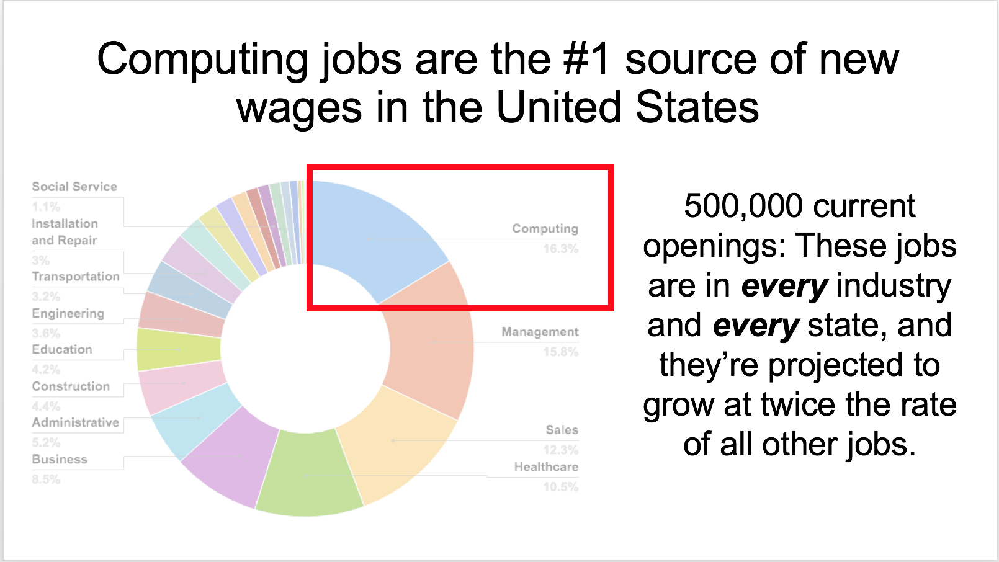 Computing jobs are the #1 source of new
wages in the United States
Social Service
1.1%
Installation
and Repair
3%
Transportation
3.2%
Engineering
3.6%
Education
4.2%
Construction
4.4%
Administrative
5.2%
Business
8.5%
Computing
16.3%
Management
15.8%
Sales
12.3%
Healthcare
10.5%
500,000 current
openings: These jobs
are in every industry
and every state, and
they’re projected to
grow at twice the rate
of all other jobs.